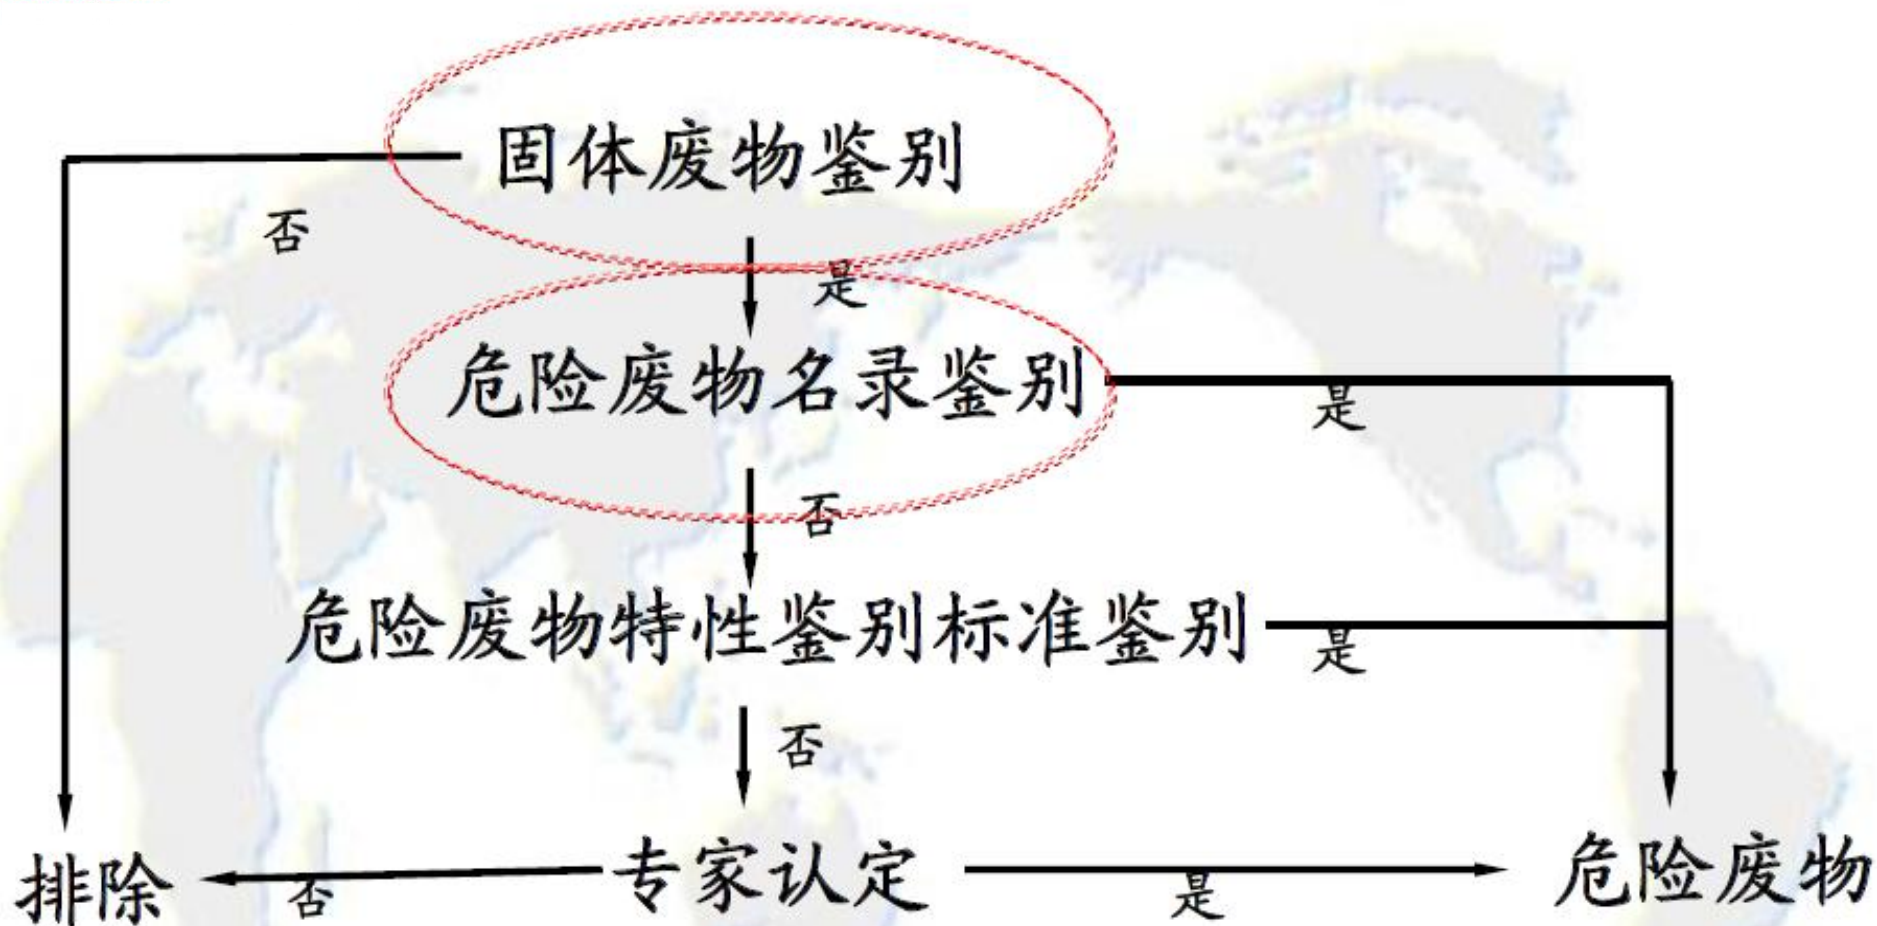 固体废物鉴别
否
是
危险废物名录鉴别
是
否
危险废物特性鉴别标准鉴别
是
否
排除
否
专家认定
是
危险废物